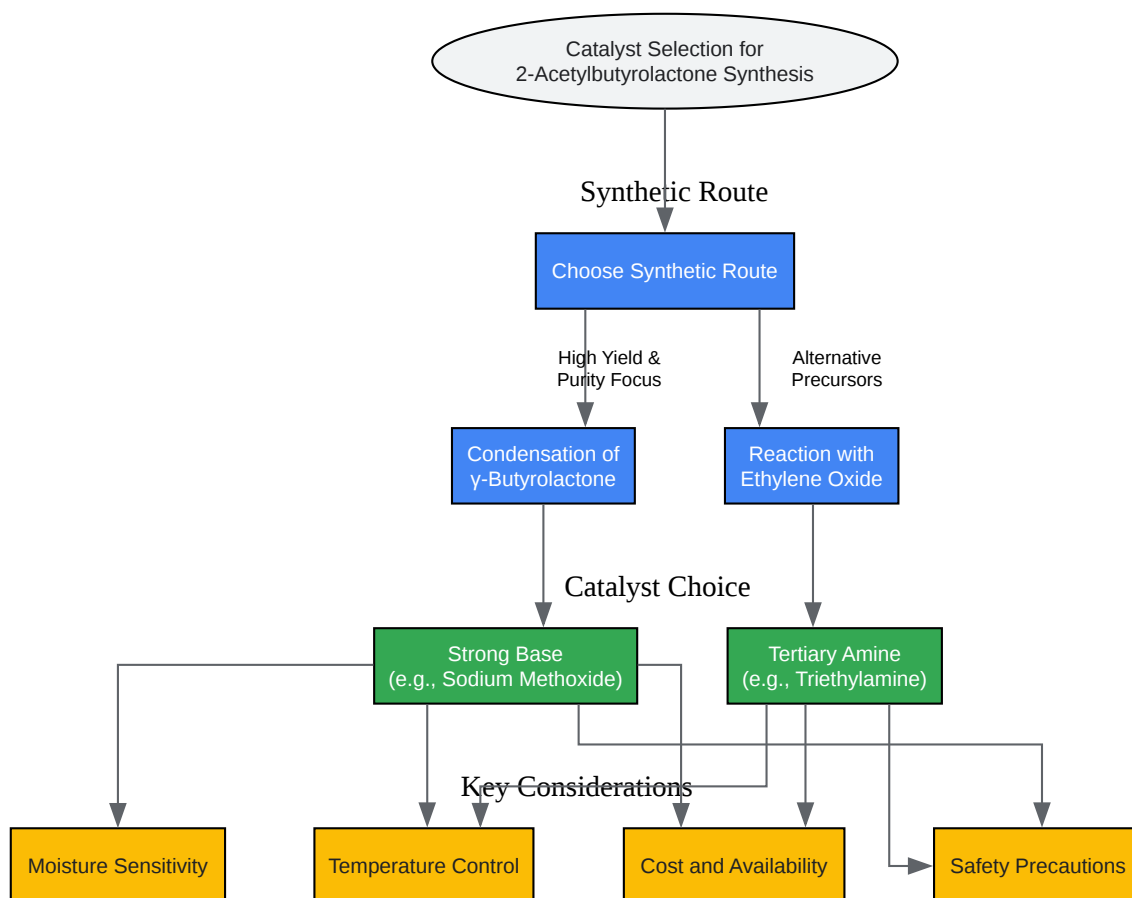 Catalyst Selection for
2-Acetylbutyrolactone Synthesis
Synthetic Route
Choose Synthetic Route
High Yield &
Purity Focus
Alternative
Precursors
Condensation of
γ-Butyrolactone
Reaction with
Ethylene Oxide
Catalyst Choice
Strong Base
(e.g., Sodium Methoxide)
Tertiary Amine
(e.g., Triethylamine)
Key Considerations
Moisture Sensitivity
Temperature Control
Cost and Availability
Safety Precautions